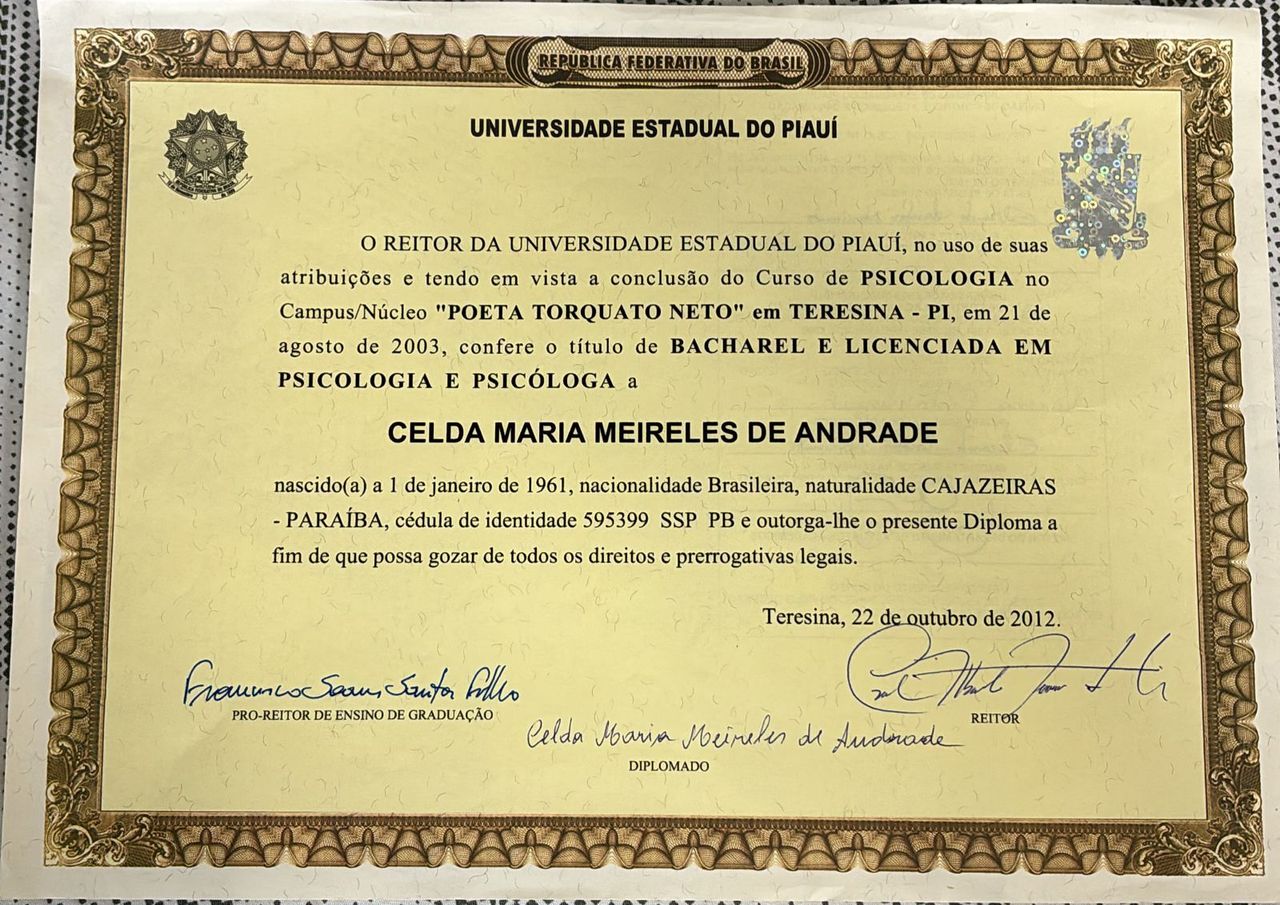 REPÚBLICA FEDERATIVA DO BRASIL
UNIVERSIDADE ESTADUAL DO PIAUÍ
O REITOR DA UNIVERSIDADE ESTADUAL DO PIAUÍ, no uso de suas
atribuições e tendo em vista a conclusão do Curso de PSICOLOGIA no
Campus/Núcleo "POETA TORQUATO NETO" em TERESINA - PI, em 21 de
agosto de 2003, confere o título de BACHAREL E LICENCIADA EM
PSICOLOGIA E PSICÓLOGA a
CELDA MARIA MEIRELES DE ANDRADE
nascido(a) a 1 de janeiro de 1961, nacionalidade Brasileira, naturalidade CAJAZEIRAS
- PARAÍBA, cédula de identidade 595399 SSP PB e outorga-lhe o presente Diploma a
fim de que possa gozar de todos os direitos e prerrogativas legais.
Teresina, 22 de outubro de 2012.
Francisco Soares Santos Filho
PRO-REITOR DE ENSINO DE GRADUAÇÃO
REITOR
Celda Maria Meireles de Andrade
DIPLOMADO